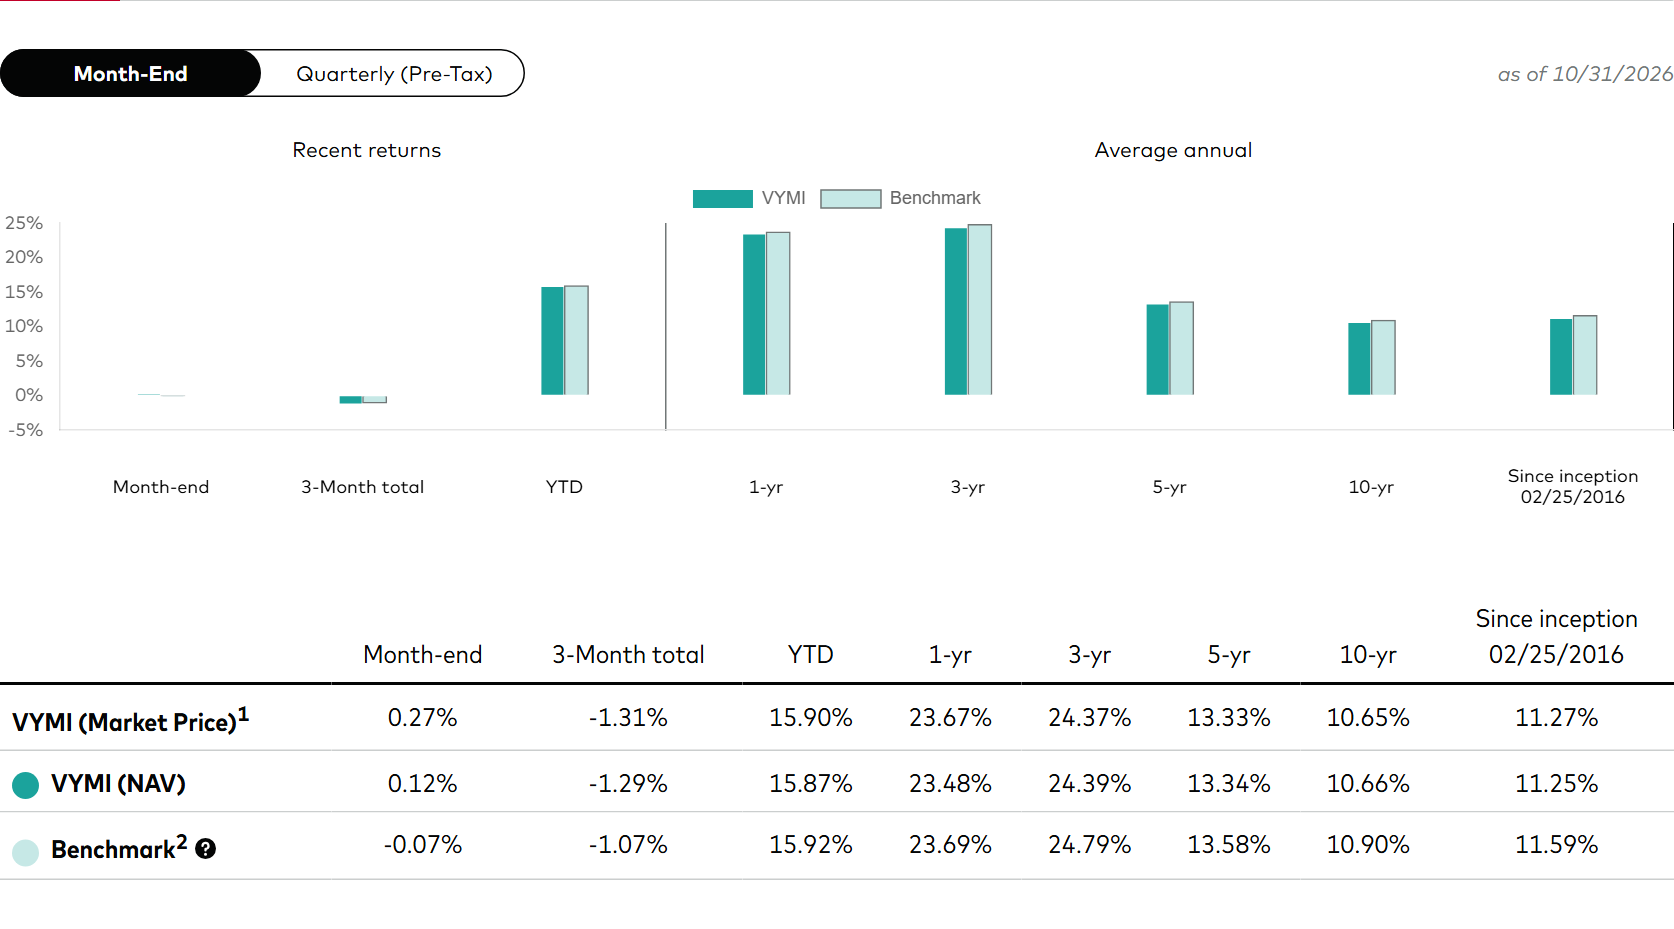 Month-End Quarterly (Pre-Tax) as of 10/31/2026
Recent returns Average annual
VYMI Benchmark
25%
20%
15%
10%
5%
0%
-5%
Month-end 3-Month total YTD 1-yr 3-yr 5-yr 10-yr Since inception
02/25/2016
Since inception
Month-end 3-Month total YTD 1-yr 3-yr 5-yr 10-yr 02/25/2016
VYMI (Market Price)1 0.27% -1.31% 15.90% 23.67% 24.37% 13.33% 10.65% 11.27%
VYMI (NAV) 0.12% -1.29% 15.87% 23.48% 24.39% 13.34% 10.66% 11.25%
Benchmark2 ? -0.07% -1.07% 15.92% 23.69% 24.79% 13.58% 10.90% 11.59%